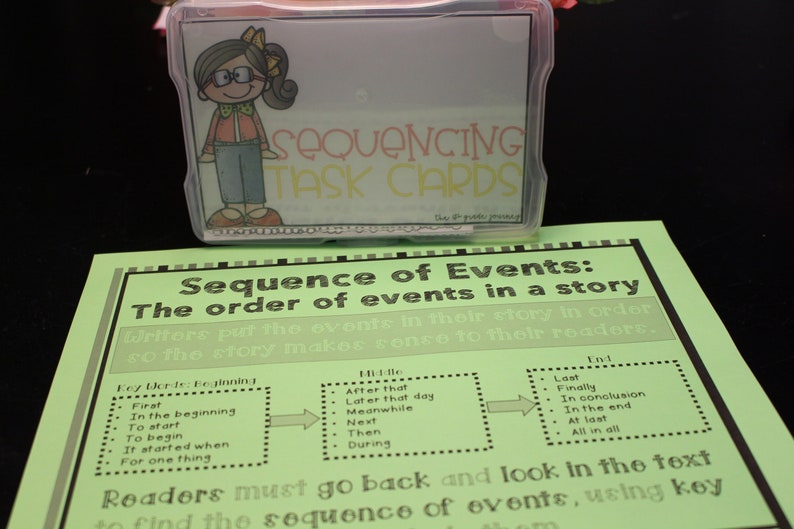 SEQUENCING
TASK CARDS
Sequence of Events:
The order of events in a story
Writers put the events in their story in order
so the story makes sense to their readers.
Key Words: Beginning
• First
• In the beginning
• To start
• To begin
• It started when
• For one thing
Middle
• After that
• Later that day
• Meanwhile
• Next
• Then
• During
End
• Last
• Finally
• In conclusion
• In the end
• At last
• All in all
Readers must go back and look in the text
to find the sequence of events, using key